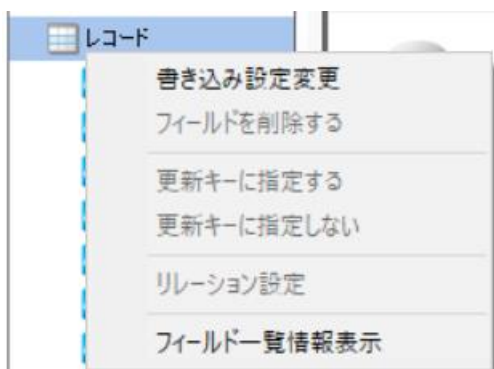 レコード
書き込み設定変更
フィールドを削除する
更新キーに指定する
更新キーに指定しない
リレーション設定
フィールド一覧情報表示